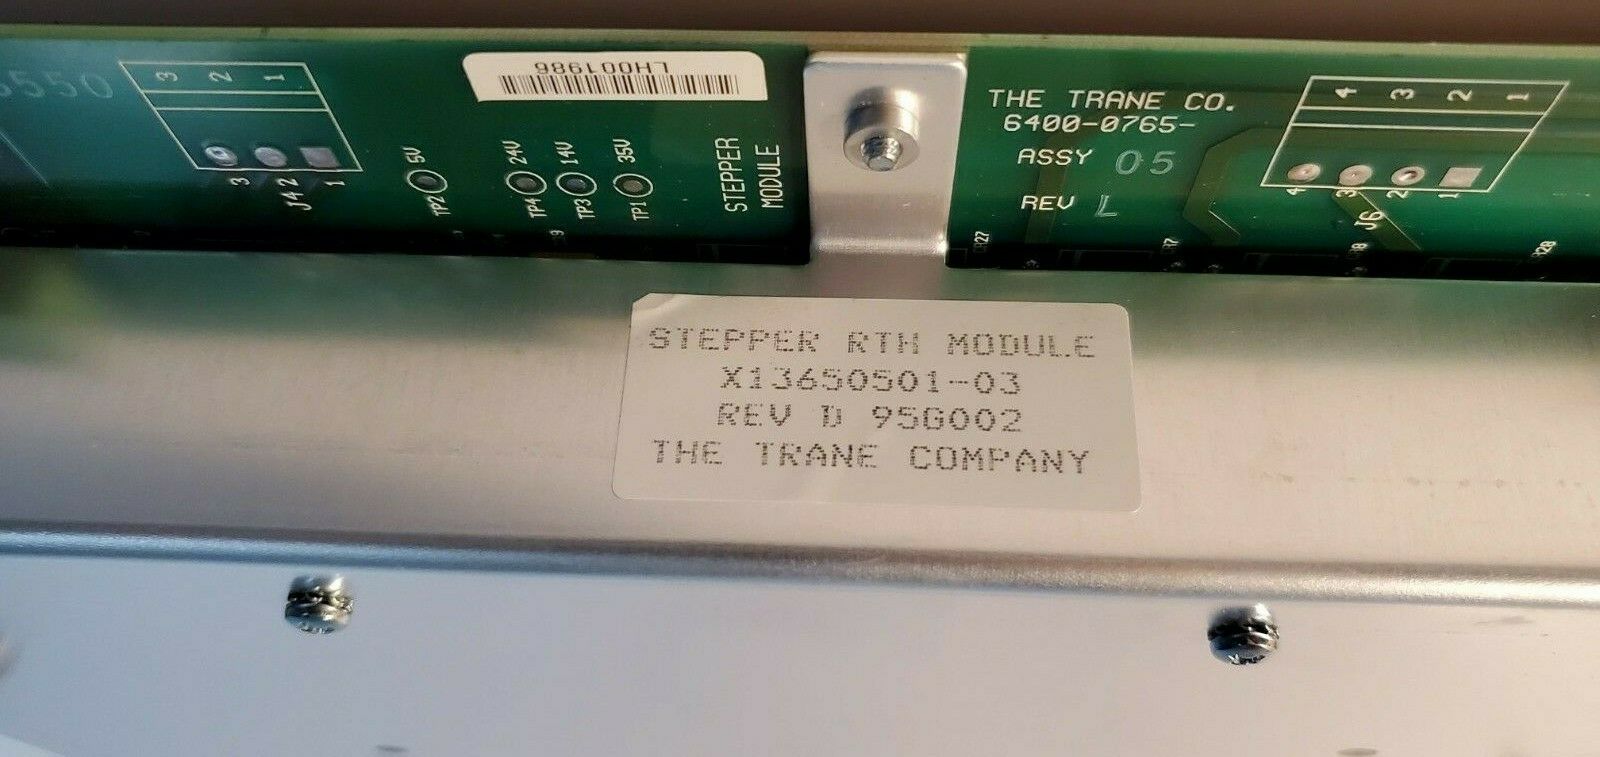 5550
3 2 1
3
2
1
J4
LH001986
5V
24V
14V
35V
TP2
TP4
TP3
TP1
STEPPER
MODULE
THE TRANE CO.
6400-0765-
ASSY 05
REV L
4 3 2 1
4
3
2
1
J6
STEPPER RTH MODULE
X13650501-03
REV D 95G002
THE TRANE COMPANY